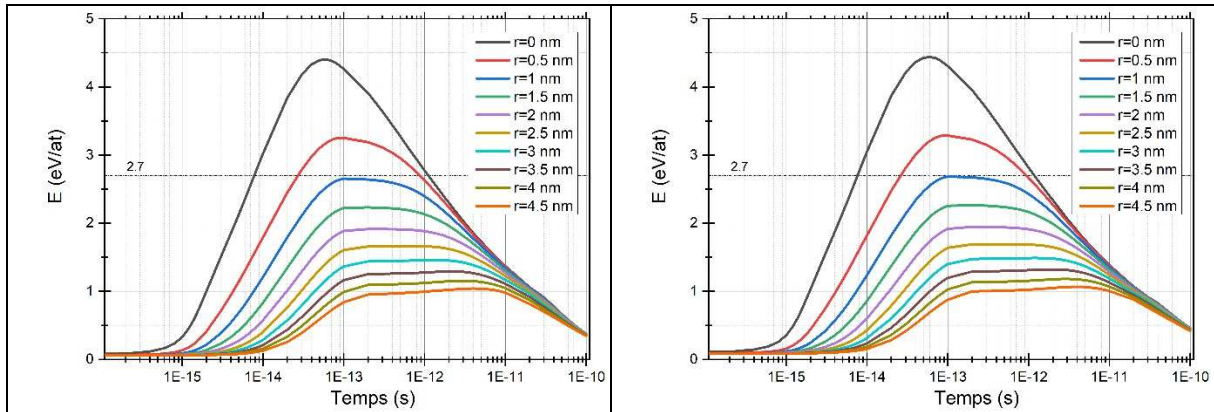 5
4
3
2
1
0
E (eV/at)
2.7
r=0 nm
r=0.5 nm
r=1 nm
r=1.5 nm
r=2 nm
r=2.5 nm
r=3 nm
r=3.5 nm
r=4 nm
r=4.5 nm
1E-15 1E-14 1E-13 1E-12 1E-11 1E-10
Temps (s)
5
4
3
2
1
0
E (eV/at)
2.7
r=0 nm
r=0.5 nm
r=1 nm
r=1.5 nm
r=2 nm
r=2.5 nm
r=3 nm
r=3.5 nm
r=4 nm
r=4.5 nm
1E-15 1E-14 1E-13 1E-12 1E-11 1E-10
Temps (s)